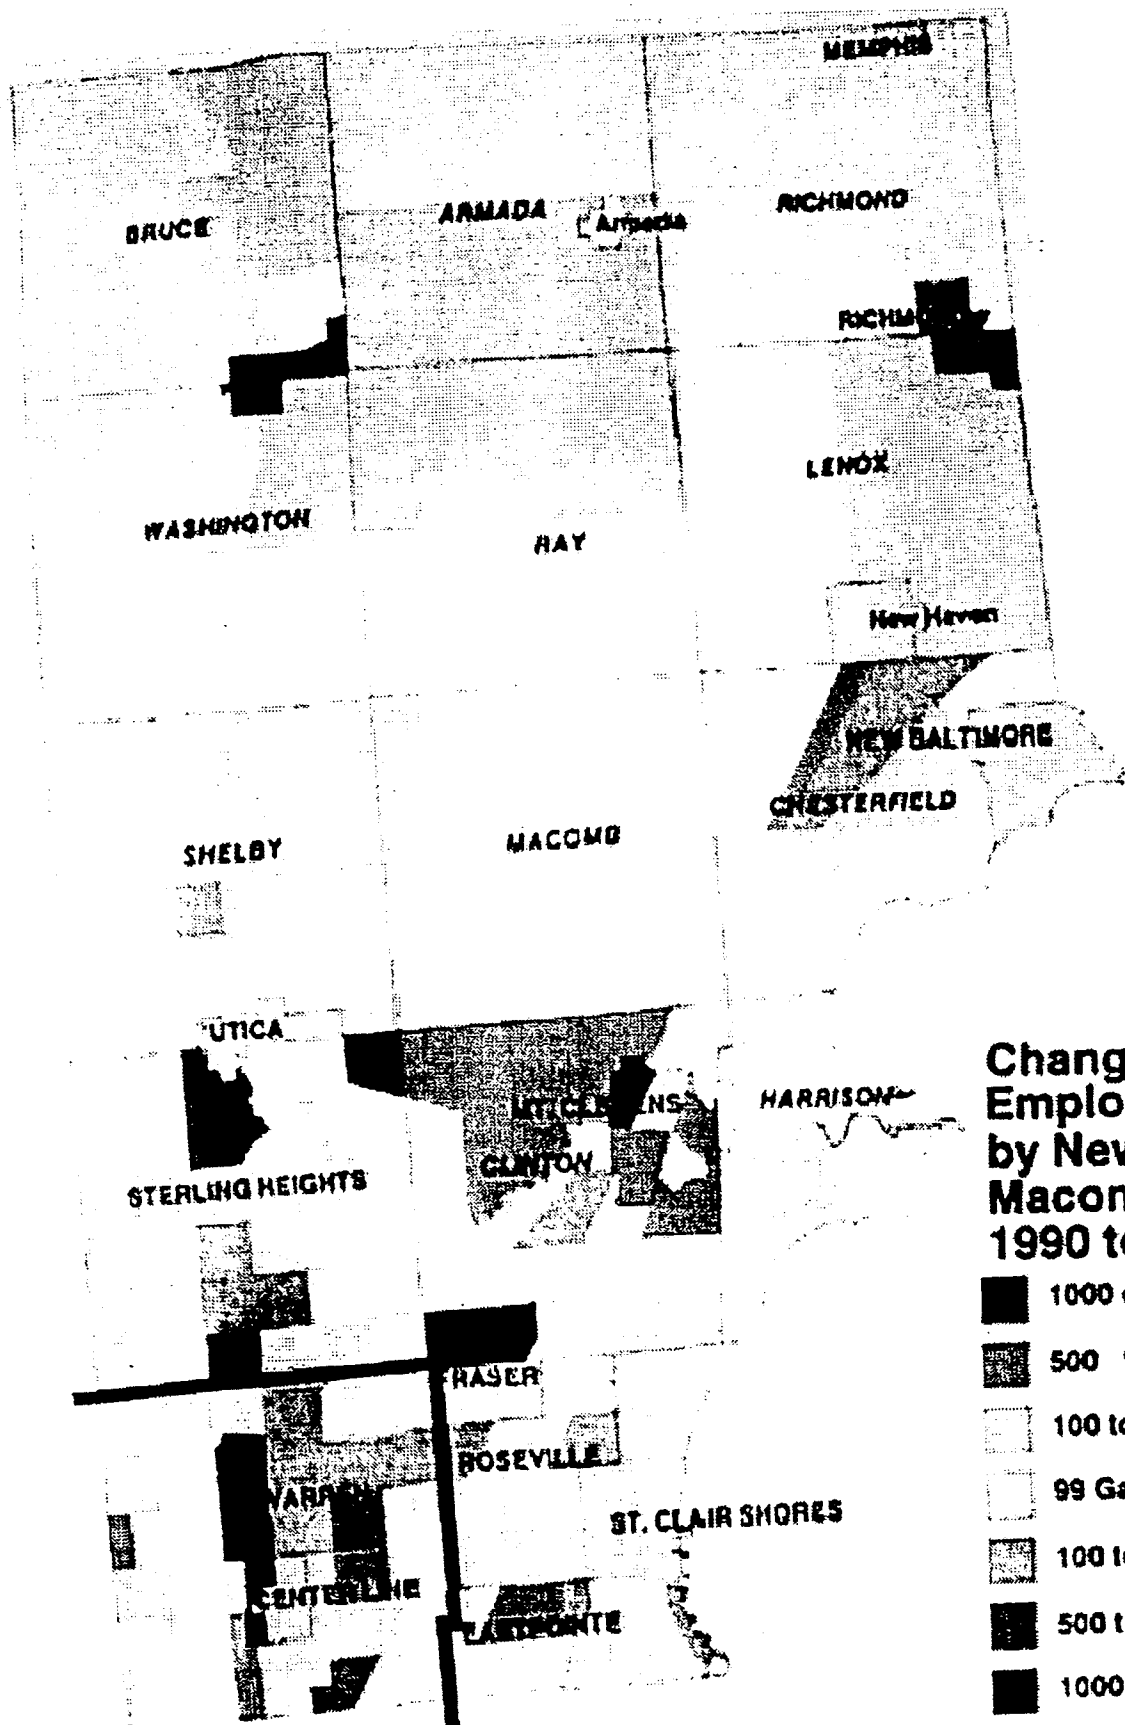 MEMPHIS
BRUCE
ARMADA
Armada
RICHMOND
LENOX
WASHINGTON
RAY
New Haven
NEW BALTIMORE
CHESTERFIELD
SHELBY
MACOMB
UTICA
HARRISON
CLINTON
STERLING HEIGHTS
FRASER
ROSEVILLE
WARREN
ST. CLAIR SHORES
CENTER LINE
EASTPOINTE
Chang
Emplo
by Nev
Macon
1990 to
1000
500
100 to
99 Ga
100 to
500 t
1000